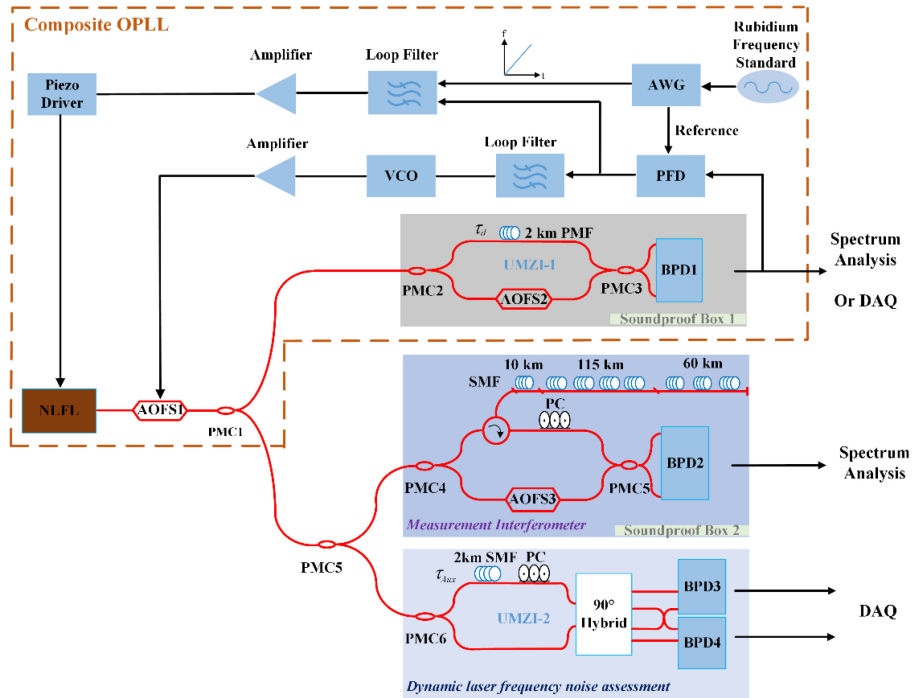 Composite OPLL
Rubidium
Frequency
Standard
Amplifier
Loop Filter
f
t
Piezo
Driver
AWG
Reference
Amplifier
Loop Filter
VCO
PFD
τd
2 km PMF
UMZI-1
PMC2
AOFS2
PMC3
BPD1
Soundproof Box 1
Spectrum
Analysis
Or DAQ
NLFL
AOFS1
PMC1
10 km
115 km
60 km
SMF
PC
PMC4
AOFS3
PMC5
BPD2
Measurement Interferometer
Soundproof Box 2
Spectrum
Analysis
PMC5
2km SMF
PC
τAux
UMZI-2
PMC6
90°
Hybrid
BPD3
BPD4
DAQ
Dynamic laser frequency noise assessment